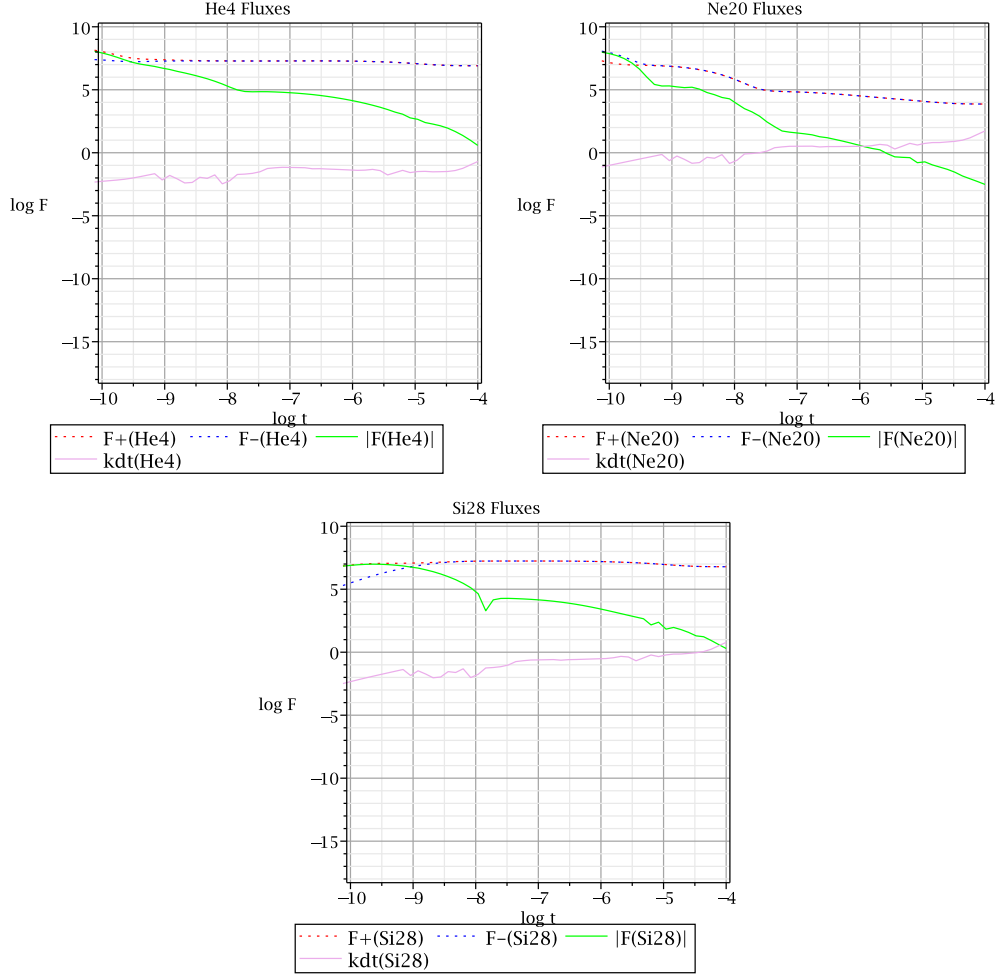 He4 Fluxes
10
5
0
log F
−5
−10
−15
−10 −9 −8 −7 −6 −5 −4
log t
F+(He4) F−(He4) |F(He4)|
kdt(He4)
Ne20 Fluxes
10
5
0
log F
−5
−10
−15
−10 −9 −8 −7 −6 −5 −4
log t
F+(Ne20) F−(Ne20) |F(Ne20)|
kdt(Ne20)
Si28 Fluxes
10
5
0
log F
−5
−10
−15
−10 −9 −8 −7 −6 −5 −4
log t
F+(Si28) F−(Si28) |F(Si28)|
kdt(Si28)